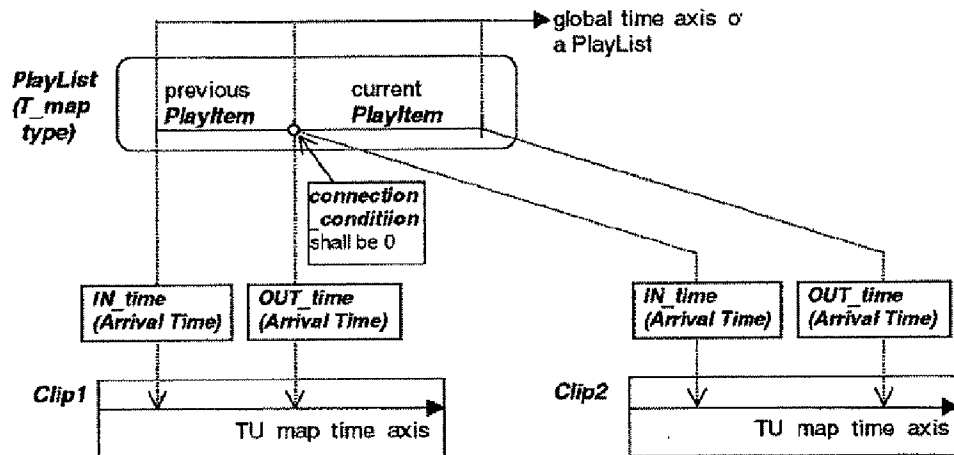 global time axis o
a PlayList
PlayList
(T_map
type)
previous
PlayItem
current
PlayItem
connection
_conditiion
shall be 0
IN_time
(Arrival Time)
OUT_time
(Arrival Time)
IN_time
(Arrival Time)
OUT_time
(Arrival Time)
Clip1
TU map time axis
Clip2
TU map time axis